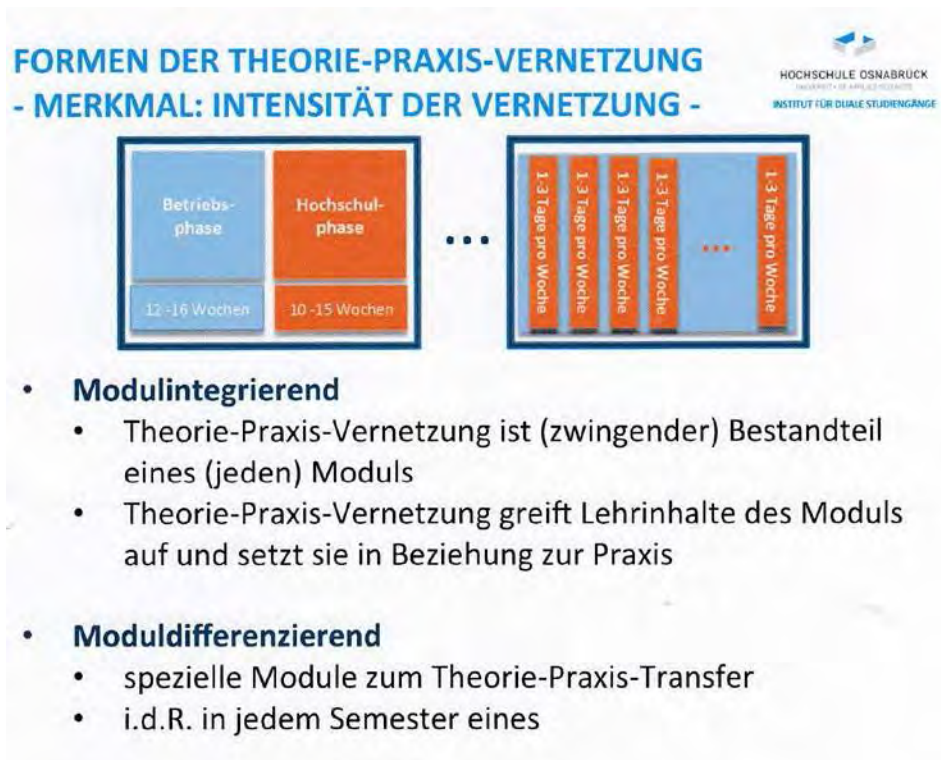 FORMEN DER THEORIE-PRAXIS-VERNETZUNG
- MERKMAL: INTENSITÄT DER VERNETZUNG -
HOCHSCHULE OSNABRÜCK
UNIVERSITY OF APPLIED SCIENCES
INSTITUT FÜR DUALE STUDIENGÄNGE
Betriebs-
phase
Hochschul-
phase
12 -16 Wochen
10 -15 Wochen
...
1-3 Tage pro Woche
1-3 Tage pro Woche
1-3 Tage pro Woche
1-3 Tage pro Woche
...
1-3 Tage pro Woche
• Modulintegrierend
• Theorie-Praxis-Vernetzung ist (zwingender) Bestandteil
eines (jeden) Moduls
• Theorie-Praxis-Vernetzung greift Lehrinhalte des Moduls
auf und setzt sie in Beziehung zur Praxis
• Moduldifferenzierend
• spezielle Module zum Theorie-Praxis-Transfer
• i.d.R. in jedem Semester eines